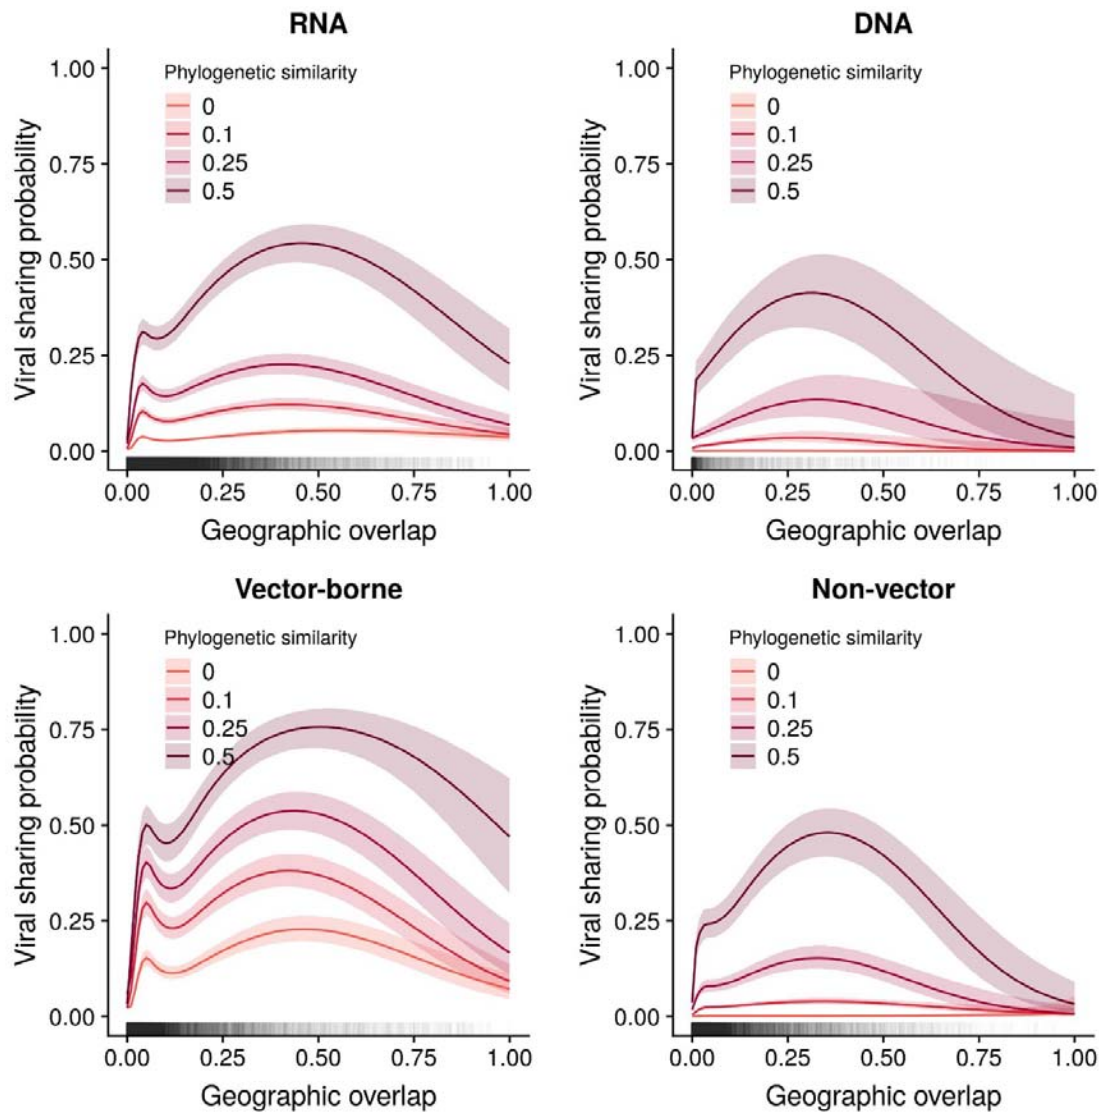 RNA
Phylogenetic similarity
0
0.1
0.25
0.5
1.00
0.75
0.50
0.25
0.00
Viral sharing probability
0.00 0.25 0.50 0.75 1.00
Geographic overlap
DNA
Phylogenetic similarity
0
0.1
0.25
0.5
1.00
0.75
0.50
0.25
0.00
Viral sharing probability
0.00 0.25 0.50 0.75 1.00
Geographic overlap
Vector-borne
Phylogenetic similarity
0
0.1
0.25
0.5
1.00
0.75
0.50
0.25
0.00
Viral sharing probability
0.00 0.25 0.50 0.75 1.00
Geographic overlap
Non-vector
Phylogenetic similarity
0
0.1
0.25
0.5
1.00
0.75
0.50
0.25
0.00
Viral sharing probability
0.00 0.25 0.50 0.75 1.00
Geographic overlap